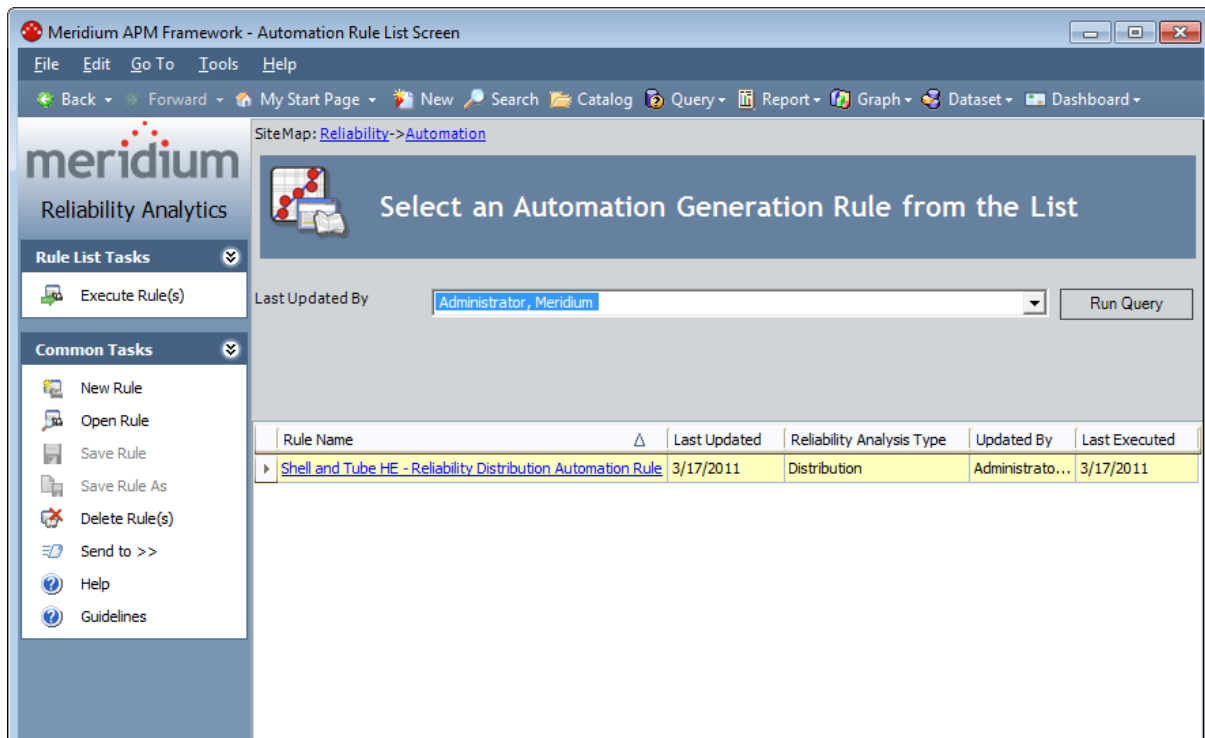 Meridium APM Framework - Automation Rule List Screen
File Edit Go To Tools Help
Back Forward My Start Page New Search Catalog Query Report Graph Dataset Dashboard
meridium
Reliability Analytics
Rule List Tasks
Execute Rule(s)
Common Tasks
New Rule
Open Rule
Save Rule
Save Rule As
Delete Rule(s)
Send to >>
Help
Guidelines
SiteMap: Reliability->Automation
Select an Automation Generation Rule from the List
Last Updated By Administrator, Meridium Run Query
Rule Name Last Updated Reliability Analysis Type Updated By Last Executed
Shell and Tube HE - Reliability Distribution Automation Rule 3/17/2011 Distribution Administrato... 3/17/2011